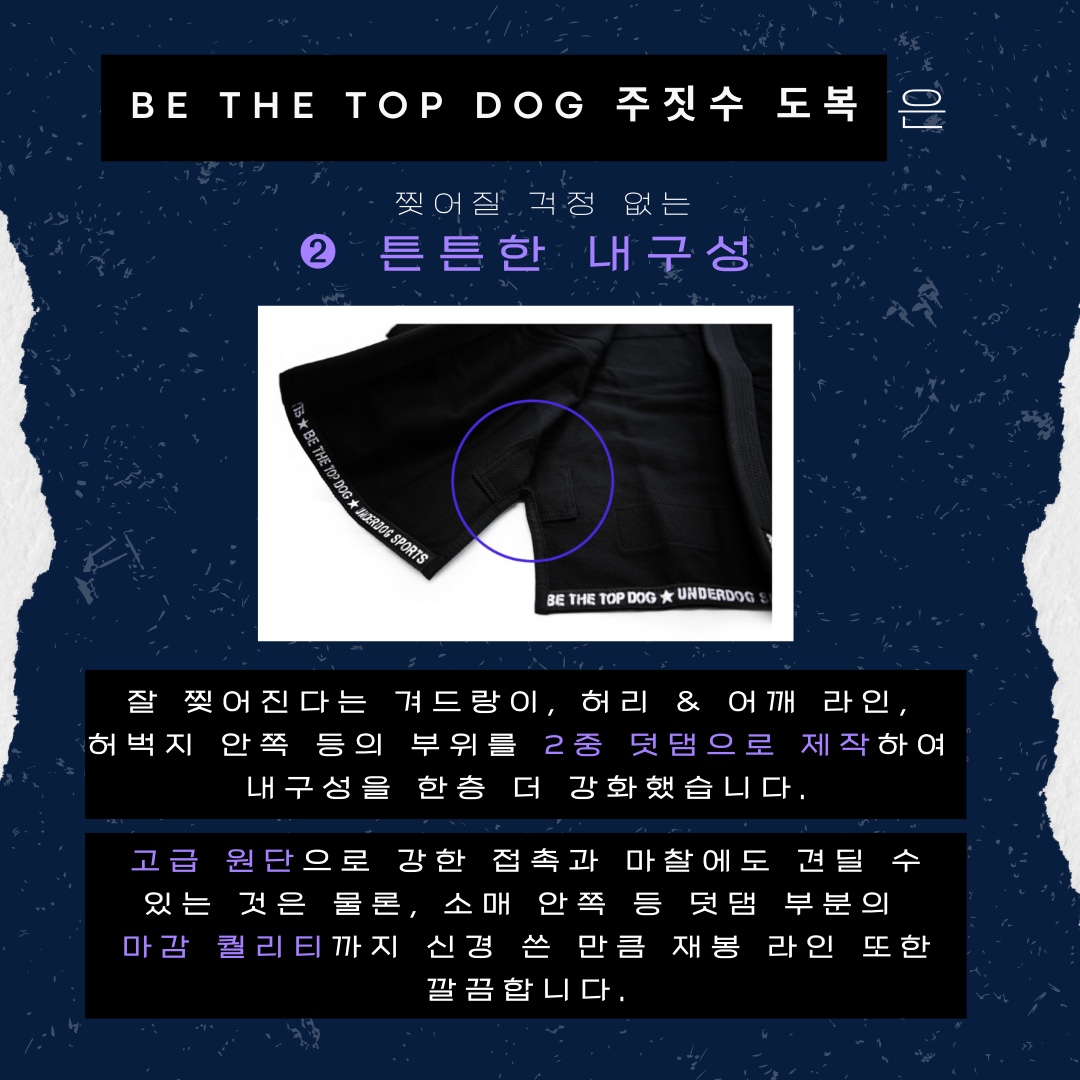 BE THE TOP DOG 주짓수 도복은
찢어질 걱정 없는
❷ 튼튼한 내구성
TS ★ BE THE TOP DOG ★ UNDERDOG SPORTS
BE THE TOP DOG ★ UNDERDOG S
잘 찢어진다는 겨드랑이, 허리 & 어깨 라인,
허벅지 안쪽 등의 부위를 2중 덧댐으로 제작하여
내구성을 한층 더 강화했습니다.
고급 원단으로 강한 접촉과 마찰에도 견딜 수
있는 것은 물론, 소매 안쪽 등 덧댐 부분의
마감 퀄리티까지 신경 쓴 만큼 재봉 라인 또한
깔끔합니다.